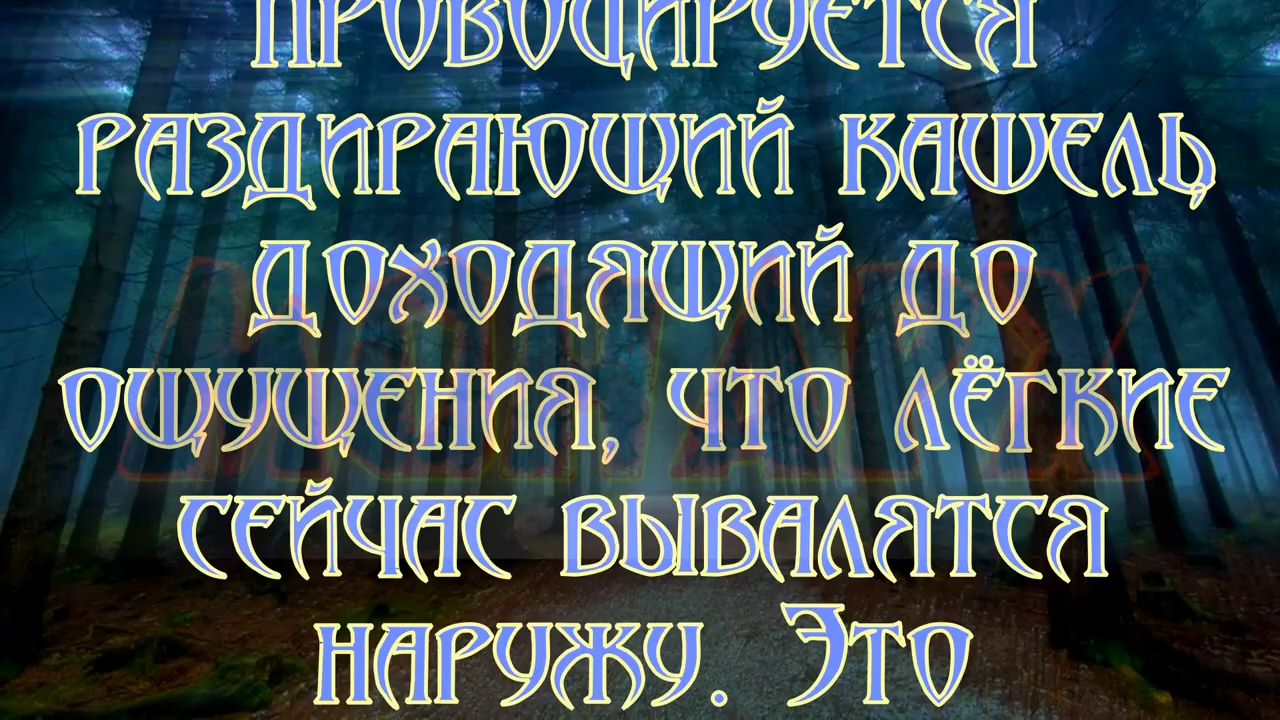 провоцируется
раздирающий кашель
доходящий до
ощущения, что лёгкие
сейчас вывалятся
наружу. Это